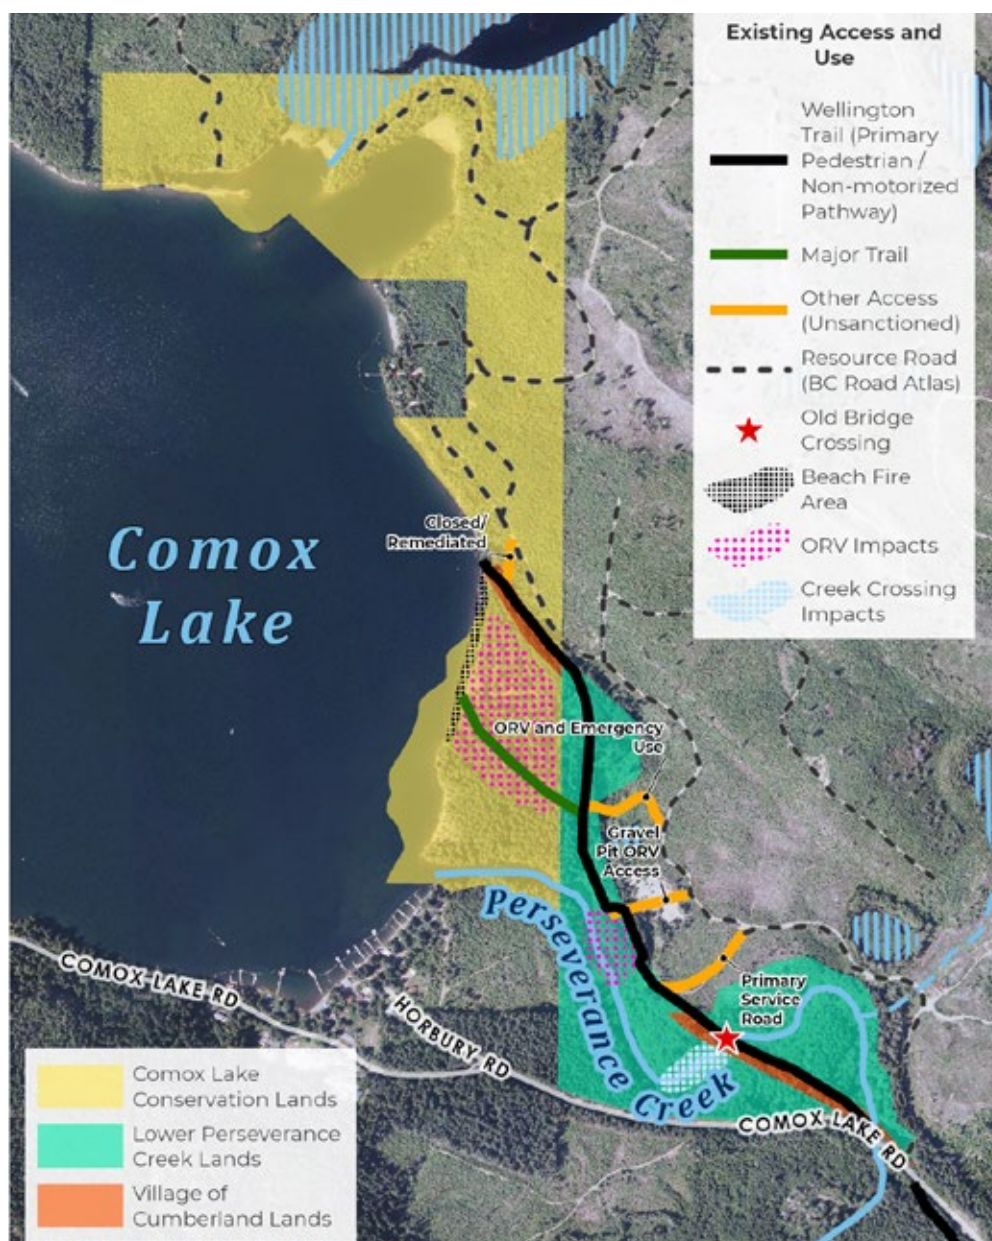 Existing Access and
Use
Wellington
Trail (Primary
Pedestrian /
Non-motorized
Pathway)
Major Trail
Other Access
(Unsanctioned)
Resource Road
(BC Road Atlas)
Old Bridge
Crossing
Beach Fire
Area
ORV Impacts
Creek Crossing
Impacts
Closed/
Remediated
Comox
Lake
ORV and Emergency
Use
Gravel
Pit ORV
Access
Perseverance Creek
Primary
Service
Road
COMOX LAKE RD
HORBURY RD
COMOX LAKE RD
Comox Lake
Conservation Lands
Lower Perseverance
Creek Lands
Village of
Cumberland Lands